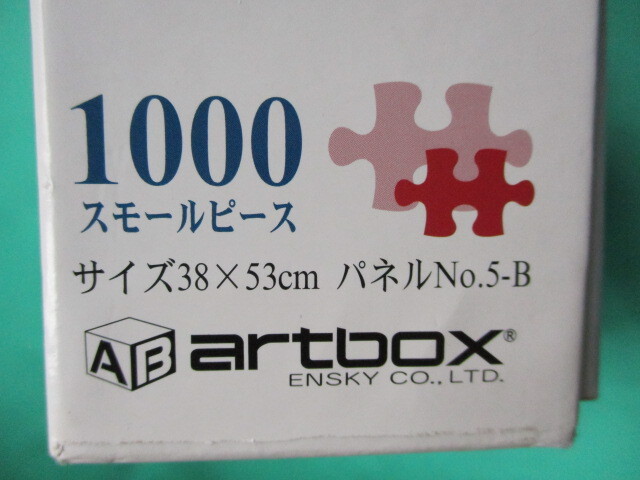 1000
スモールピース
サイズ38×53cm パネルNo.5-B
AB artbox®
ENSKY CO.,LTD.